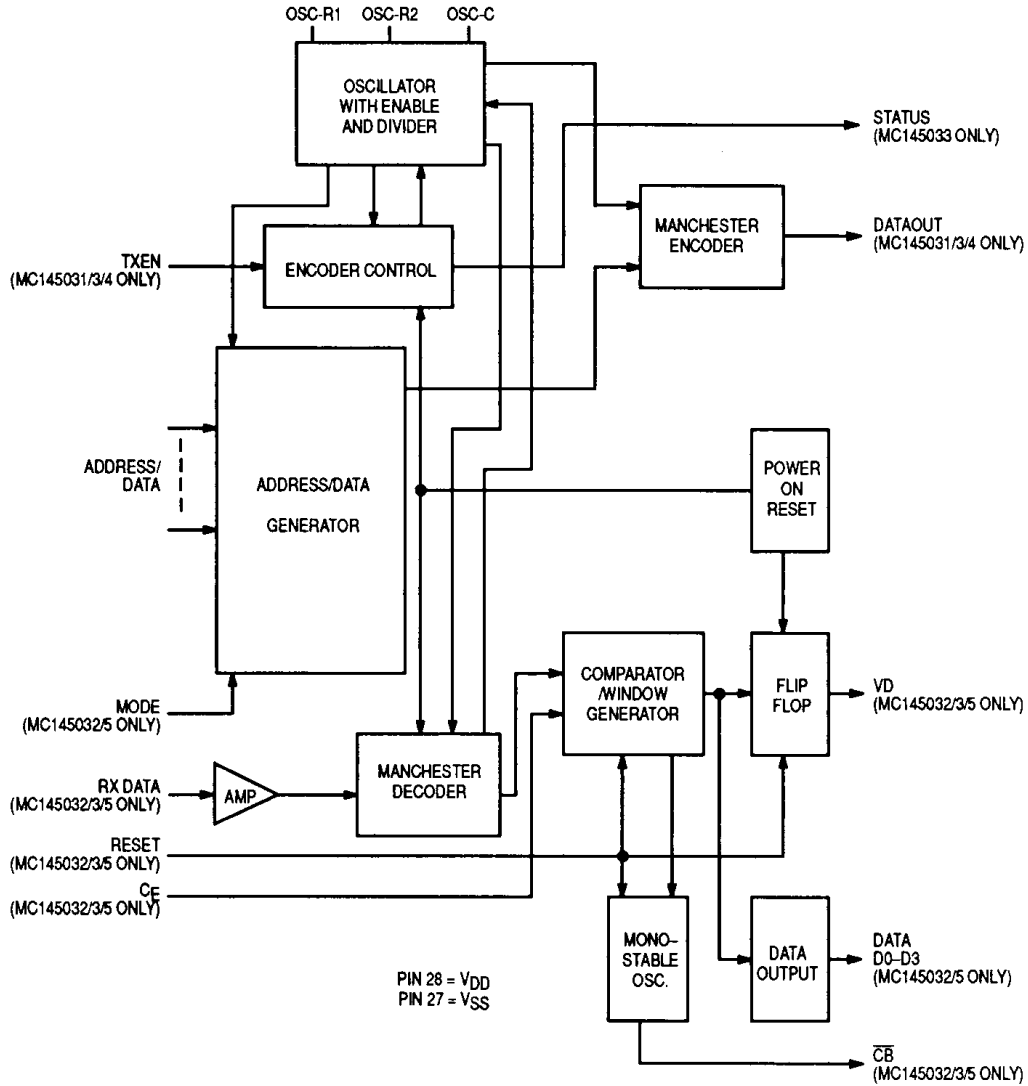 OSC-R1 OSC-R2 OSC-C
OSCILLATOR
WITH ENABLE
AND DIVIDER
STATUS
(MC145033 ONLY)
MANCHESTER
ENCODER
DATAOUT
(MC145031/3/4 ONLY)
TXEN
(MC145031/3/4 ONLY)
ENCODER CONTROL
ADDRESS/
DATA
ADDRESS/DATA
GENERATOR
POWER
ON
RESET
MODE
(MC145032/5 ONLY)
COMPARATOR
/WINDOW
GENERATOR
FLIP
FLOP
VD
(MC145032/3/5 ONLY)
RX DATA
(MC145032/3/5 ONLY)
AMP
MANCHESTER
DECODER
RESET
(MC145032/3/5 ONLY)
CE
(MC145032/3/5 ONLY)
MONO–
STABLE
OSC.
DATA
OUTPUT
DATA
D0–D3
(MC145032/5 ONLY)
PIN 28 = VDD
PIN 27 = VSS
C̅B̅
(MC145032/3/5 ONLY)